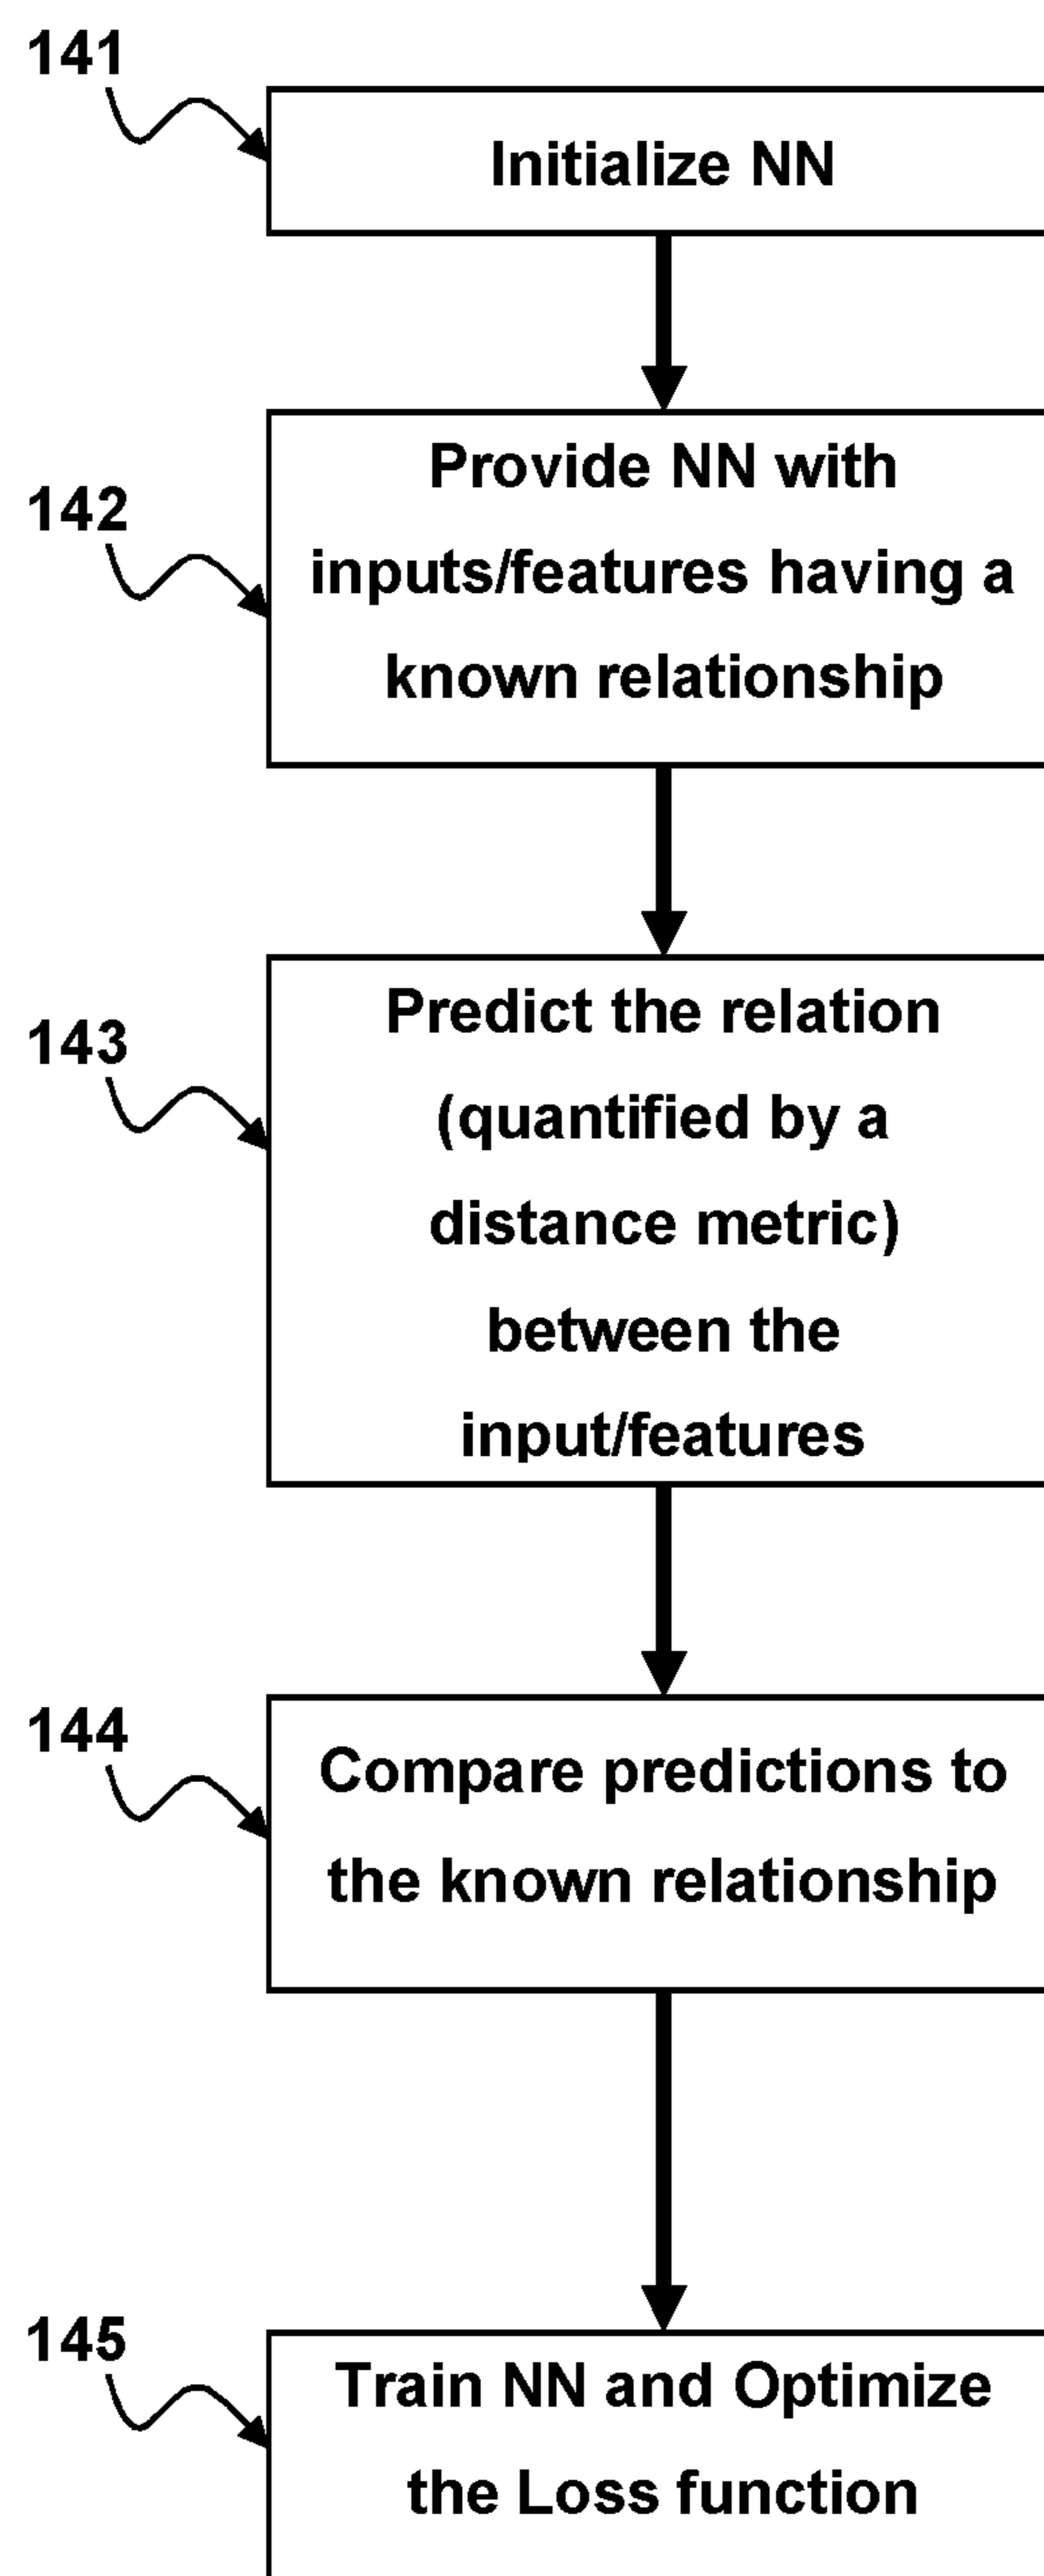 141
Initialize NN
142
Provide NN with
inputs/features having a
known relationship
143
Predict the relation
(quantified by a
distance metric)
between the
input/features
144
Compare predictions to
the known relationship
145
Train NN and Optimize
the Loss function